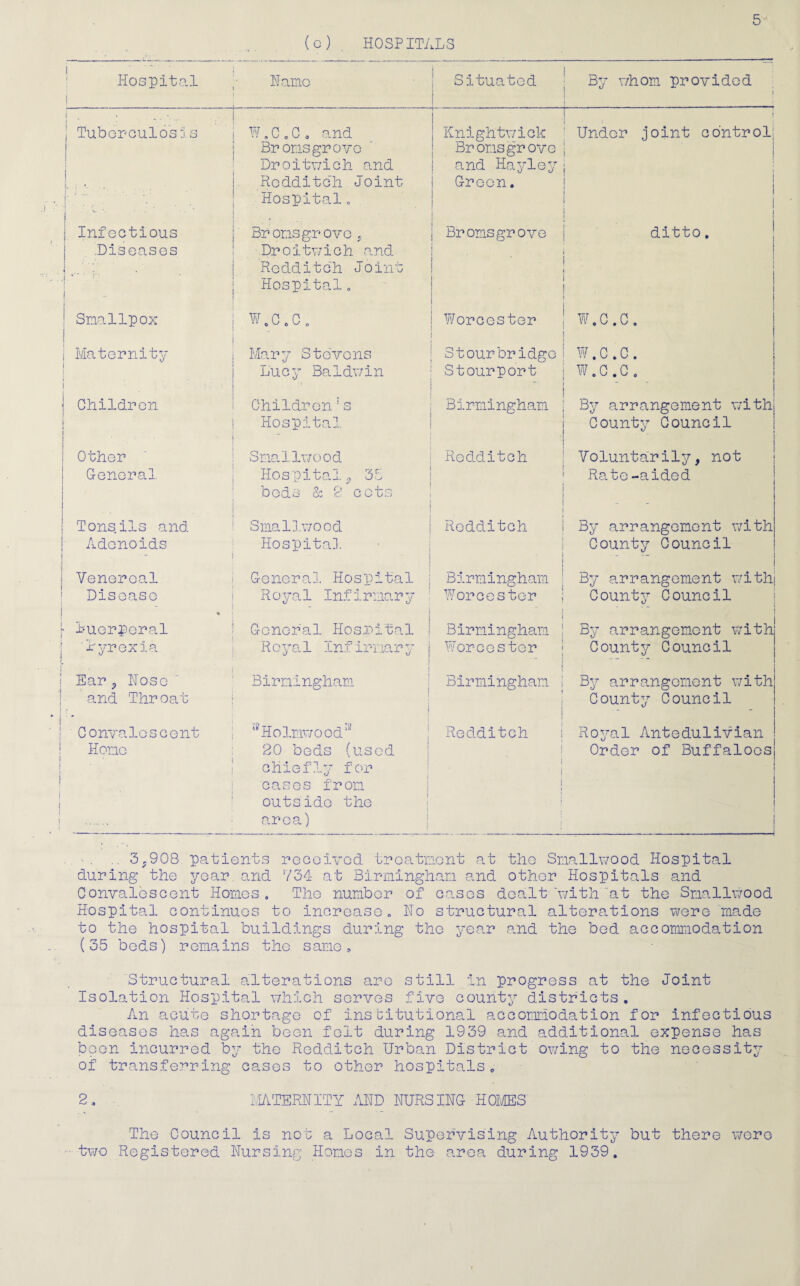 5
(c) HOSPITALS
Hospital Name Situated By whom provided
Tuberculosis W.C.C. and Knightwick Under joint control
Bromsgrove Bromsgrove
Droitwich and and Hayley
Redditch Joint Green.
Hospital.
Infectious Bromsgrove, Bromsgrove ditto.
Diseases Droitwich and
Redditch Joint
Hospital.
Smallpox W.C.C. Worcester W.C.C.
Maternity Mary Stevens Stourbridge W.C.C.
Lucy Baldwin Stourport W.C.C.
Children Children's Birmingham By arrangement with
Hospital County Council
Other Smallwood Redditch Voluntarily, not
General Hospital, 35 Rate-aided
beds & 2 cots
Tonsils and Smallwood Redditch By arrangement with
Adenoids Hospital County Council
Venereal General Hospital Birmingham By arrangement with
Disease Royal Infirmary Worcester County Council
Puerperal General Hospital Birmingham By arrangement with
Pyrexia Royal Infirmary Worcester County Council
Ear, Nose Birmingham Birmingham By arrangement with
and Throat County Council
Convalescent "Holmwood" Redditch Royal Antedulivian
Home 20 beds (used Order of Buffaloes
chiefly for
cases from
outside the
area)
3,908 patients received treatment at the Smallwood Hospital
during the year and 734 at Birmingham and other Hospitals and
Convalescent Homes. The number of cases dealt with at the Smallwood
Hospital continues to increase. No structural alterations were made
to the hospital buildings during the year and the bed accommodation
(35 beds) remains the same.
Structural alterations are still in progress at the Joint
Isolation Hospital which serves five county districts.
An acute shortage of institutional accommodation for infectious
diseases has again been felt during 1939 and additional expense has
been incurred by the Redditch Urban District owing to the necessity
of transferring cases to other hospitals.
2. MATERNITY AND NURSING HOMES
The Council is not a Local Supervising Authority but there were
two Registered Nursing Homes in the area during 1939.